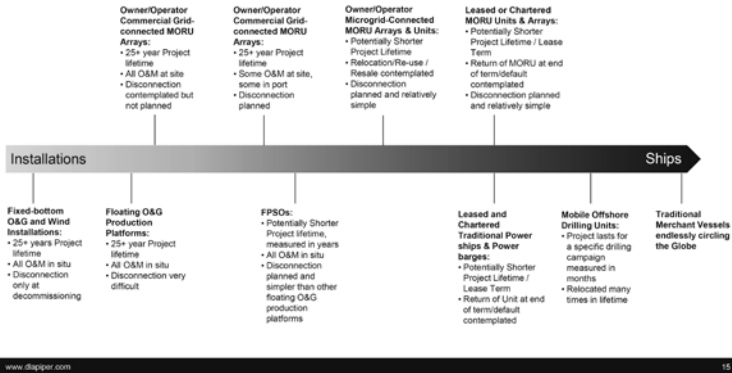 Owner/Operator
Commercial Grid-
connected MORU
Arrays:
• 25+ year Project
lifetime
• All O&M at site
• Disconnection
contemplated but
not planned
Owner/Operator
Commercial Grid-
connected MORU
Arrays:
• 25+ year Project
lifetime
• Some O&M at site,
some in port
• Disconnection
planned
Owner/Operator
Microgrid-Connected
MORU Arrays & Units:
• Potentially Shorter
Project Lifetime
• Relocation/Re-use /
Resale contemplated
• Disconnection
planned and relatively
simple
Leased or Chartered
MORU Units & Arrays:
• Potentially Shorter
Project Lifetime / Lease
Term
• Return of MORU at end
of term/default
contemplated
• Disconnection planned
and relatively simple
Installations
Ships
Fixed-bottom
O&G and Wind
Installations:
• 25+ years Project
lifetime
• All O&M in situ
• Disconnection
only at
decommissioning
Floating O&G
Production
Platforms:
• 25+ year Project
lifetime
• All O&M in situ
• Disconnection very
difficult
FPSOs:
• Potentially Shorter
Project lifetime,
measured in years
• All O&M in situ
• Disconnection
planned and
simpler than other
floating O&G
production
platforms
Leased and
Chartered
Traditional Power
ships & Power
barges:
• Potentially Shorter
Project Lifetime /
Lease Term
• Return of Unit at end
of term/default
contemplated
Mobile Offshore
Drilling Units:
• Project lasts for
a specific drilling
campaign
measured in
months
• Relocated many
times in lifetime
Traditional
Merchant Vessels
endlessly circling
the Globe
www.dlapiper.com
15